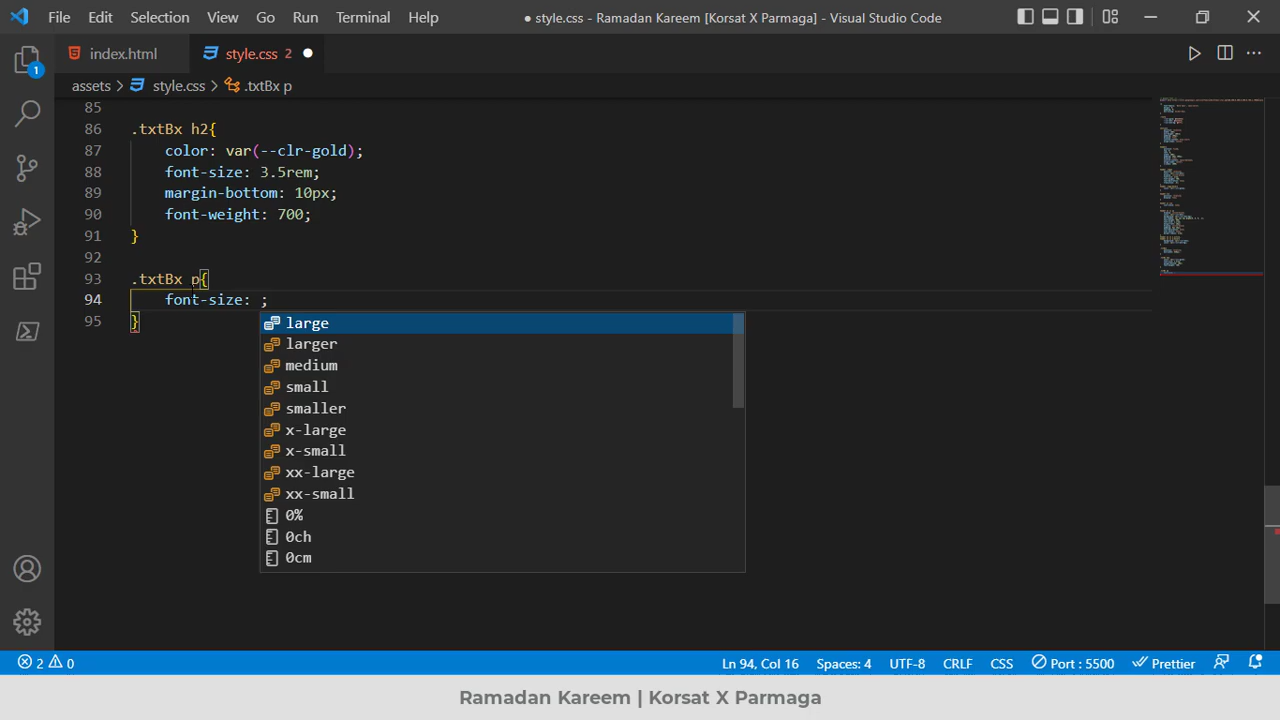 File Edit Selection View Go Run Terminal Help ● style.css - Ramadan Kareem [Korsat X Parmaga] - Visual Studio Code
index.html style.css 2 ●
assets > style.css > .txtBx p
85
86 .txtBx h2{
87 color: var(--clr-gold);
88 font-size: 3.5rem;
89 margin-bottom: 10px;
90 font-weight: 700;
91 }
92
93 .txtBx p{
94 font-size: ;
95 }
large
larger
medium
small
smaller
x-large
x-small
xx-large
xx-small
0%
0ch
0cm
1
2 0 Ln 94, Col 16 Spaces: 4 UTF-8 CRLF CSS Port : 5500 Prettier
Ramadan Kareem | Korsat X Parmaga